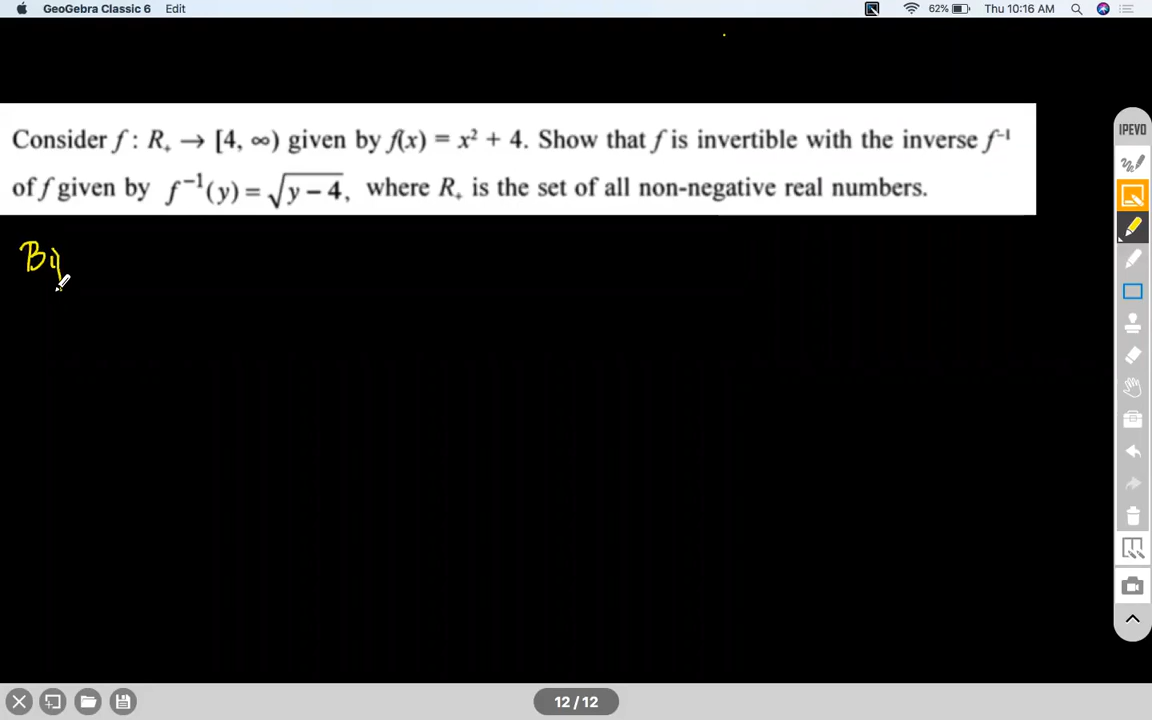 GeoGebra Classic 6 Edit 62% Thu 10:16 AM
Consider f : R₊ → [4, ∞) given by f(x) = x² + 4. Show that f is invertible with the inverse f⁻¹
of f given by f⁻¹(y) = √(y – 4), where R₊ is the set of all non-negative real numbers.
IPEVO
Bij
12 / 12